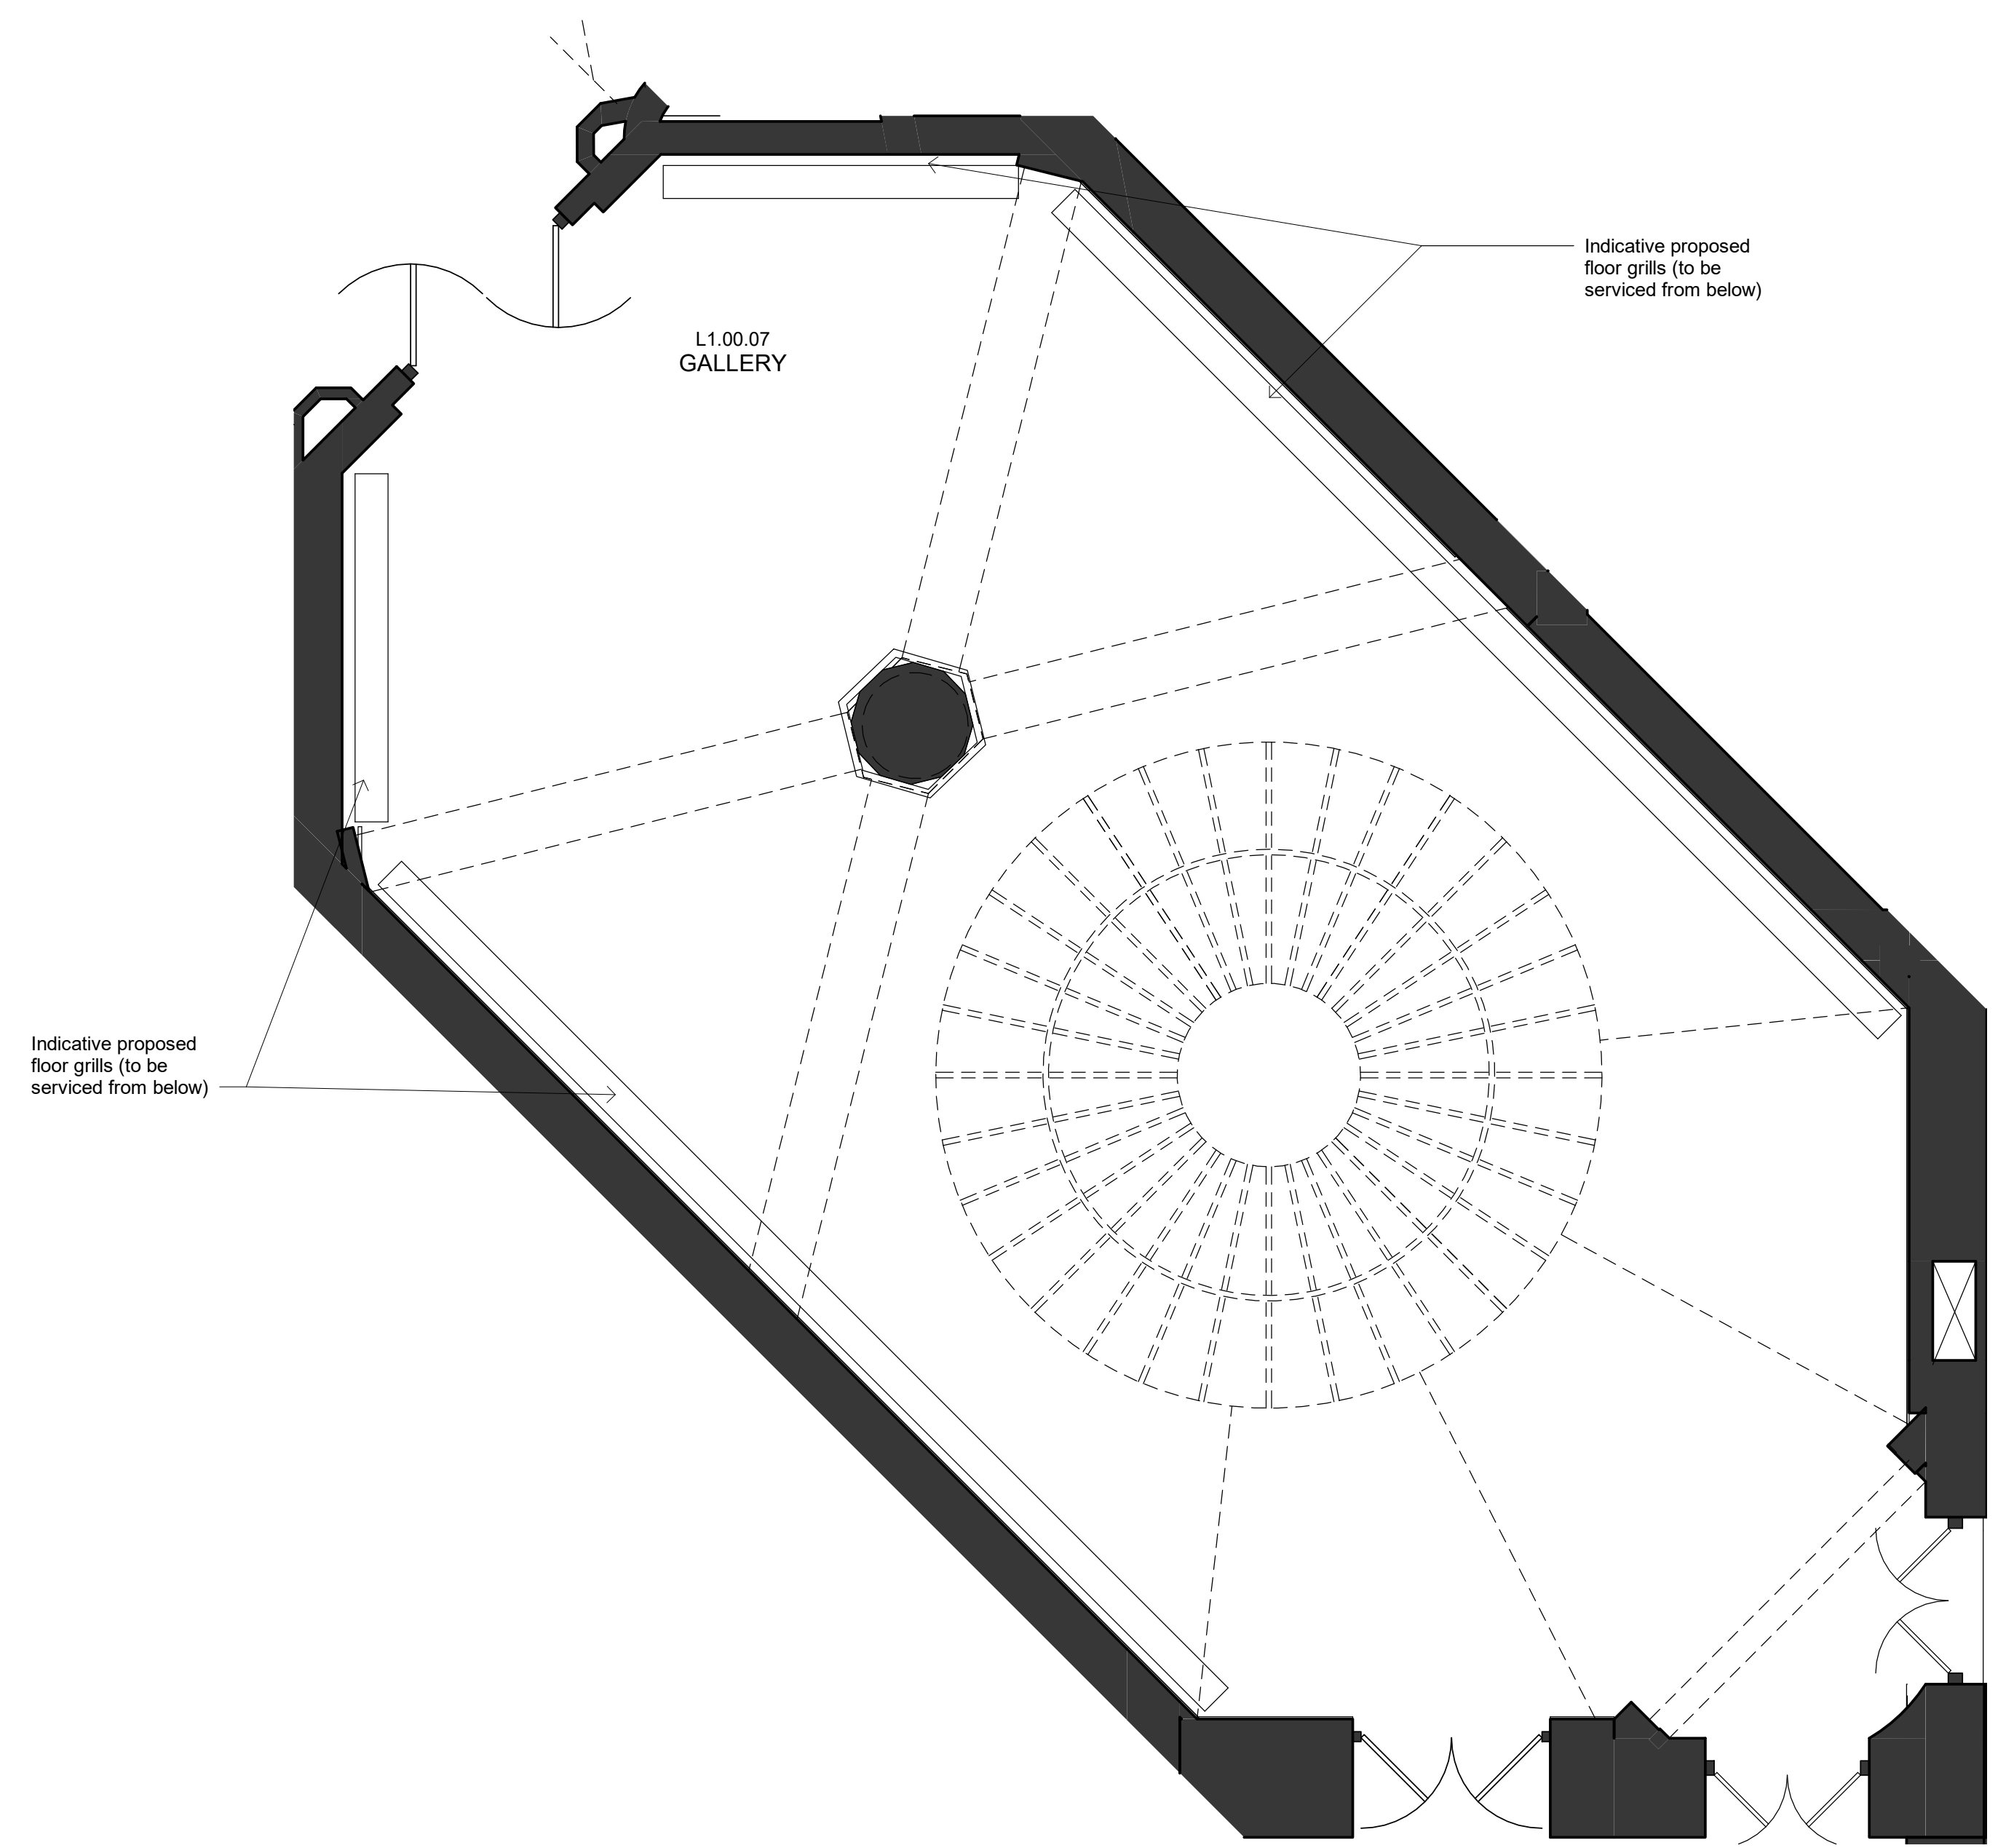 Indicative proposed
floor grills (to be
serviced from below)
L1.00.07
GALLERY
Indicative proposed
floor grills (to be
serviced from below)